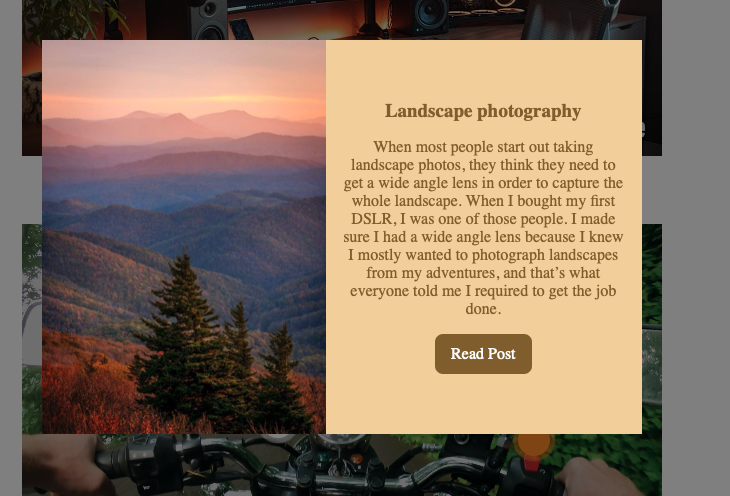 Landscape photography
When most people start out taking
landscape photos, they think they need to
get a wide angle lens in order to capture the
whole landscape. When I bought my first
DSLR, I was one of those people. I made
sure I had a wide angle lens because I knew
I mostly wanted to photograph landscapes
from my adventures, and that’s what
everyone told me I required to get the job
done.
Read Post